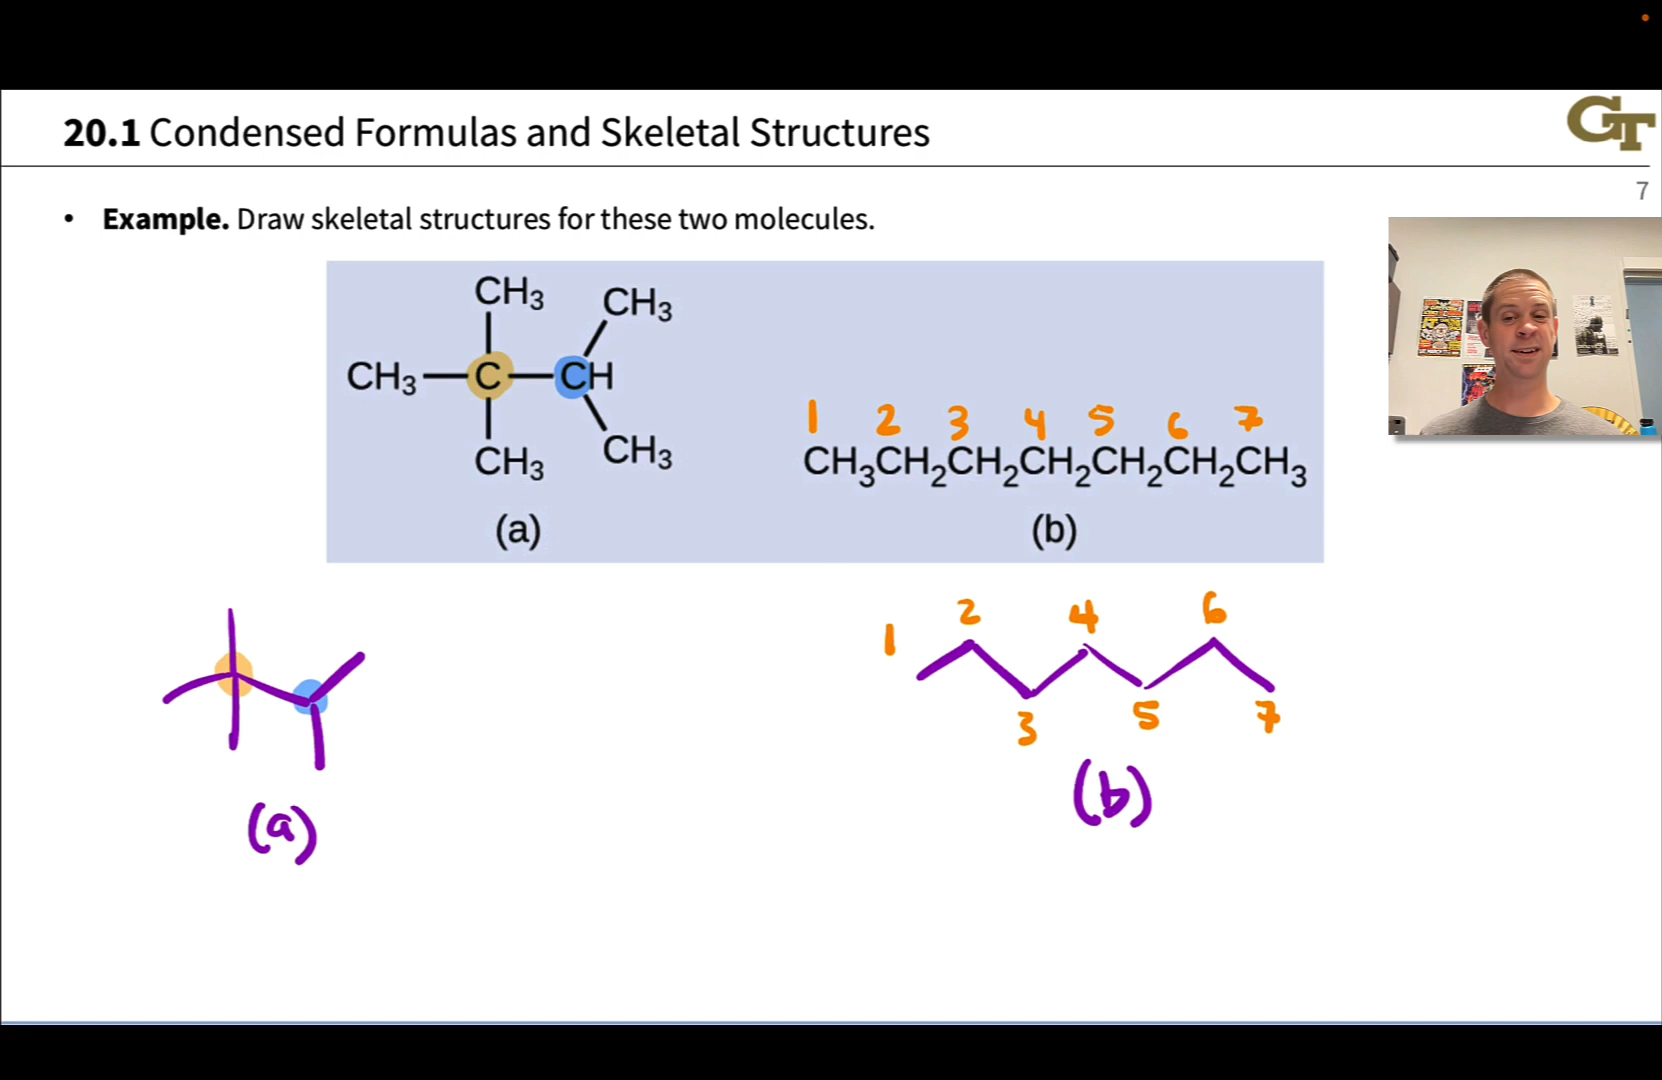 20.1 Condensed Formulas and Skeletal Structures
GT
7
• Example. Draw skeletal structures for these two molecules.
CH₃ CH₃
CH₃ C CH
CH₃ CH₃
(a)
1 2 3 4 5 6 7
CH₃CH₂CH₂CH₂CH₂CH₂CH₃
(b)
1 2 4 6
3 5 7
(a)
(b)